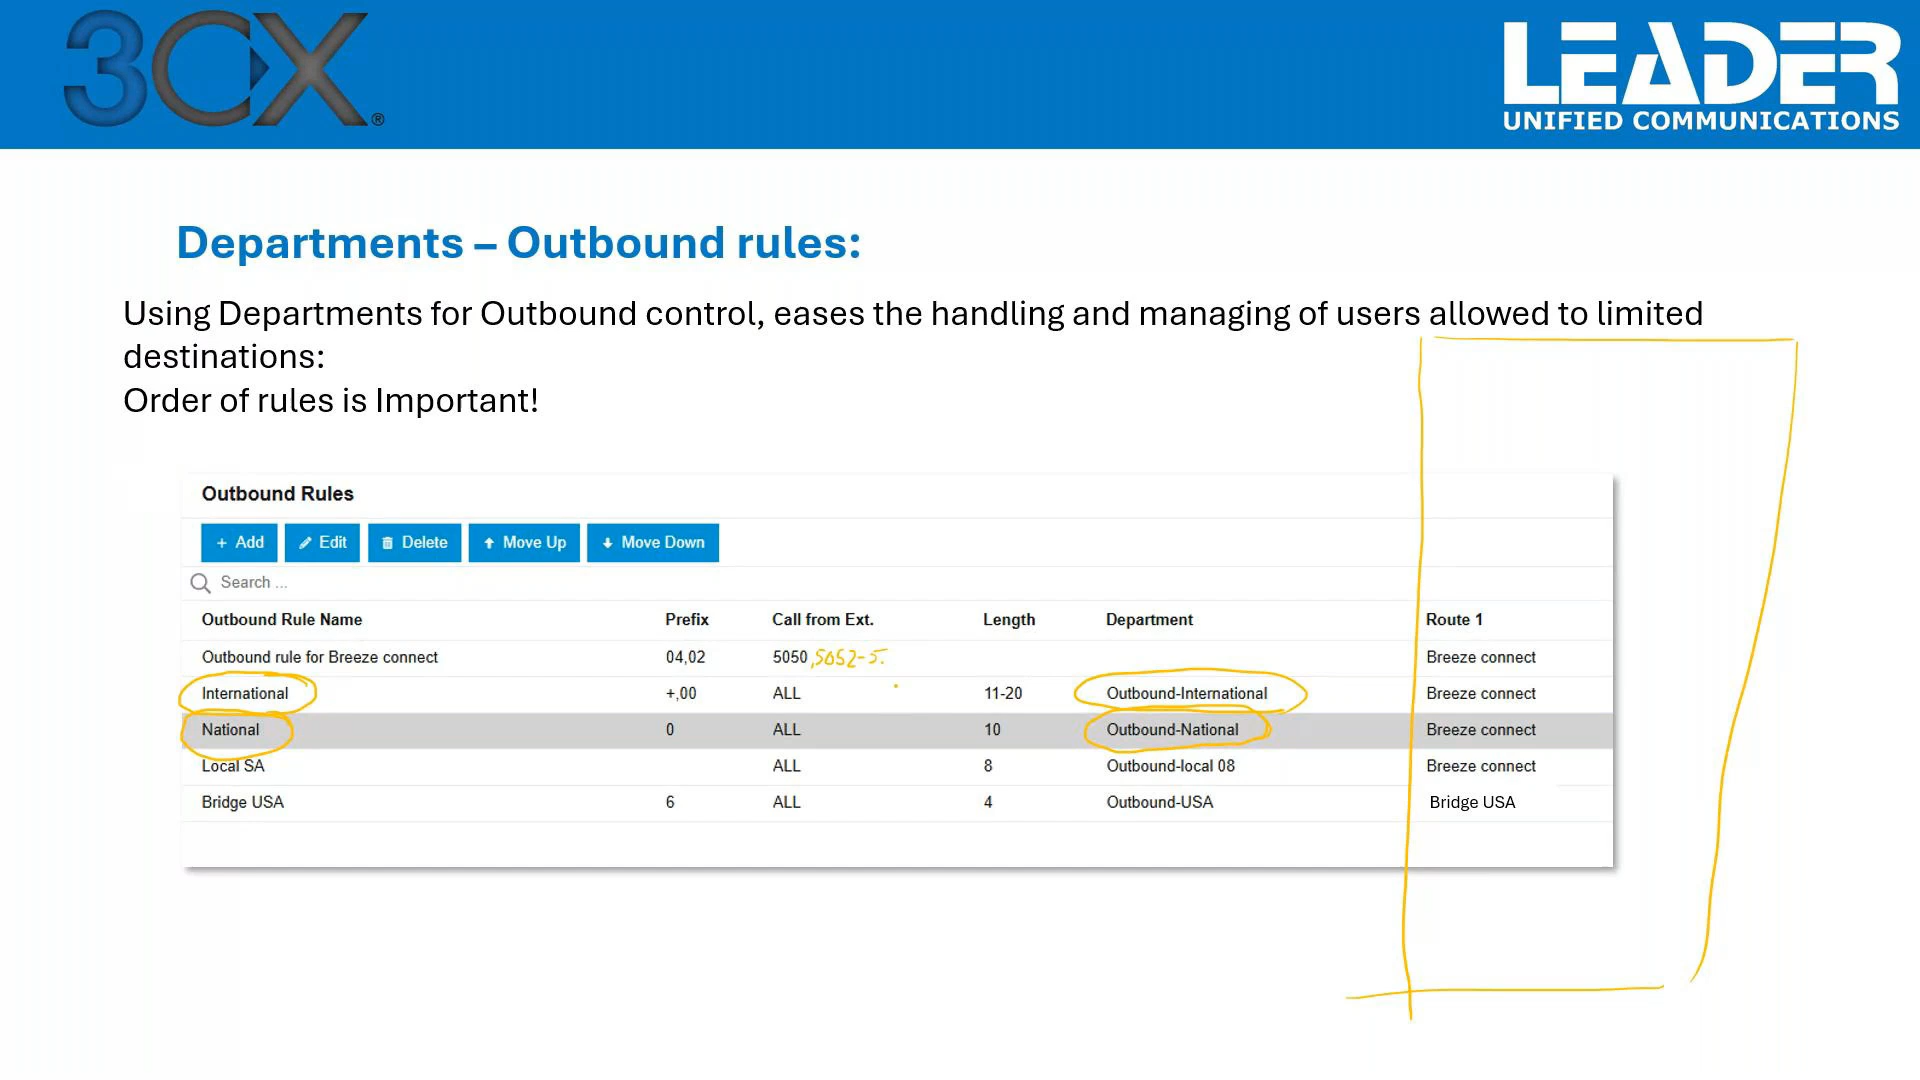 3CX®
LEADER
UNIFIED COMMUNICATIONS
Departments – Outbound rules:
Using Departments for Outbound control, eases the handling and managing of users allowed to limited
destinations:
Order of rules is Important!
Outbound Rules
+ Add Edit Delete Move Up Move Down
Search ...
Outbound Rule Name Prefix Call from Ext. Length Department Route 1
Outbound rule for Breeze connect 04,02 5050 ,5052-5. Breeze connect
International +,00 ALL 11-20 Outbound-International Breeze connect
National 0 ALL 10 Outbound-National Breeze connect
Local SA ALL 8 Outbound-local 08 Breeze connect
Bridge USA 6 ALL 4 Outbound-USA Bridge USA